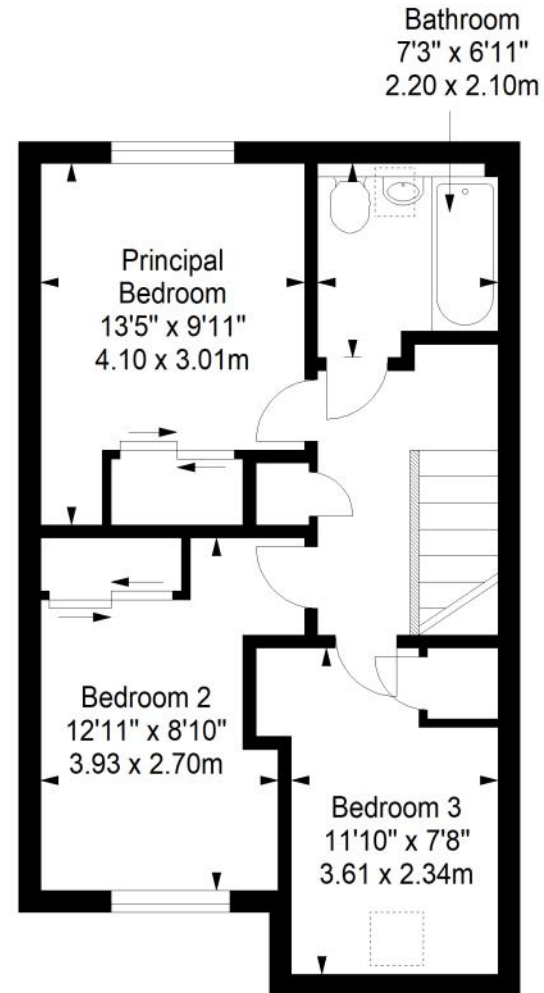 Bathroom
7'3" x 6'11"
2.20 x 2.10m
Principal
Bedroom
13'5" x 9'11"
4.10 x 3.01m
Bedroom 2
12'11" x 8'10"
3.93 x 2.70m
Bedroom 3
11'10" x 7'8"
3.61 x 2.34m